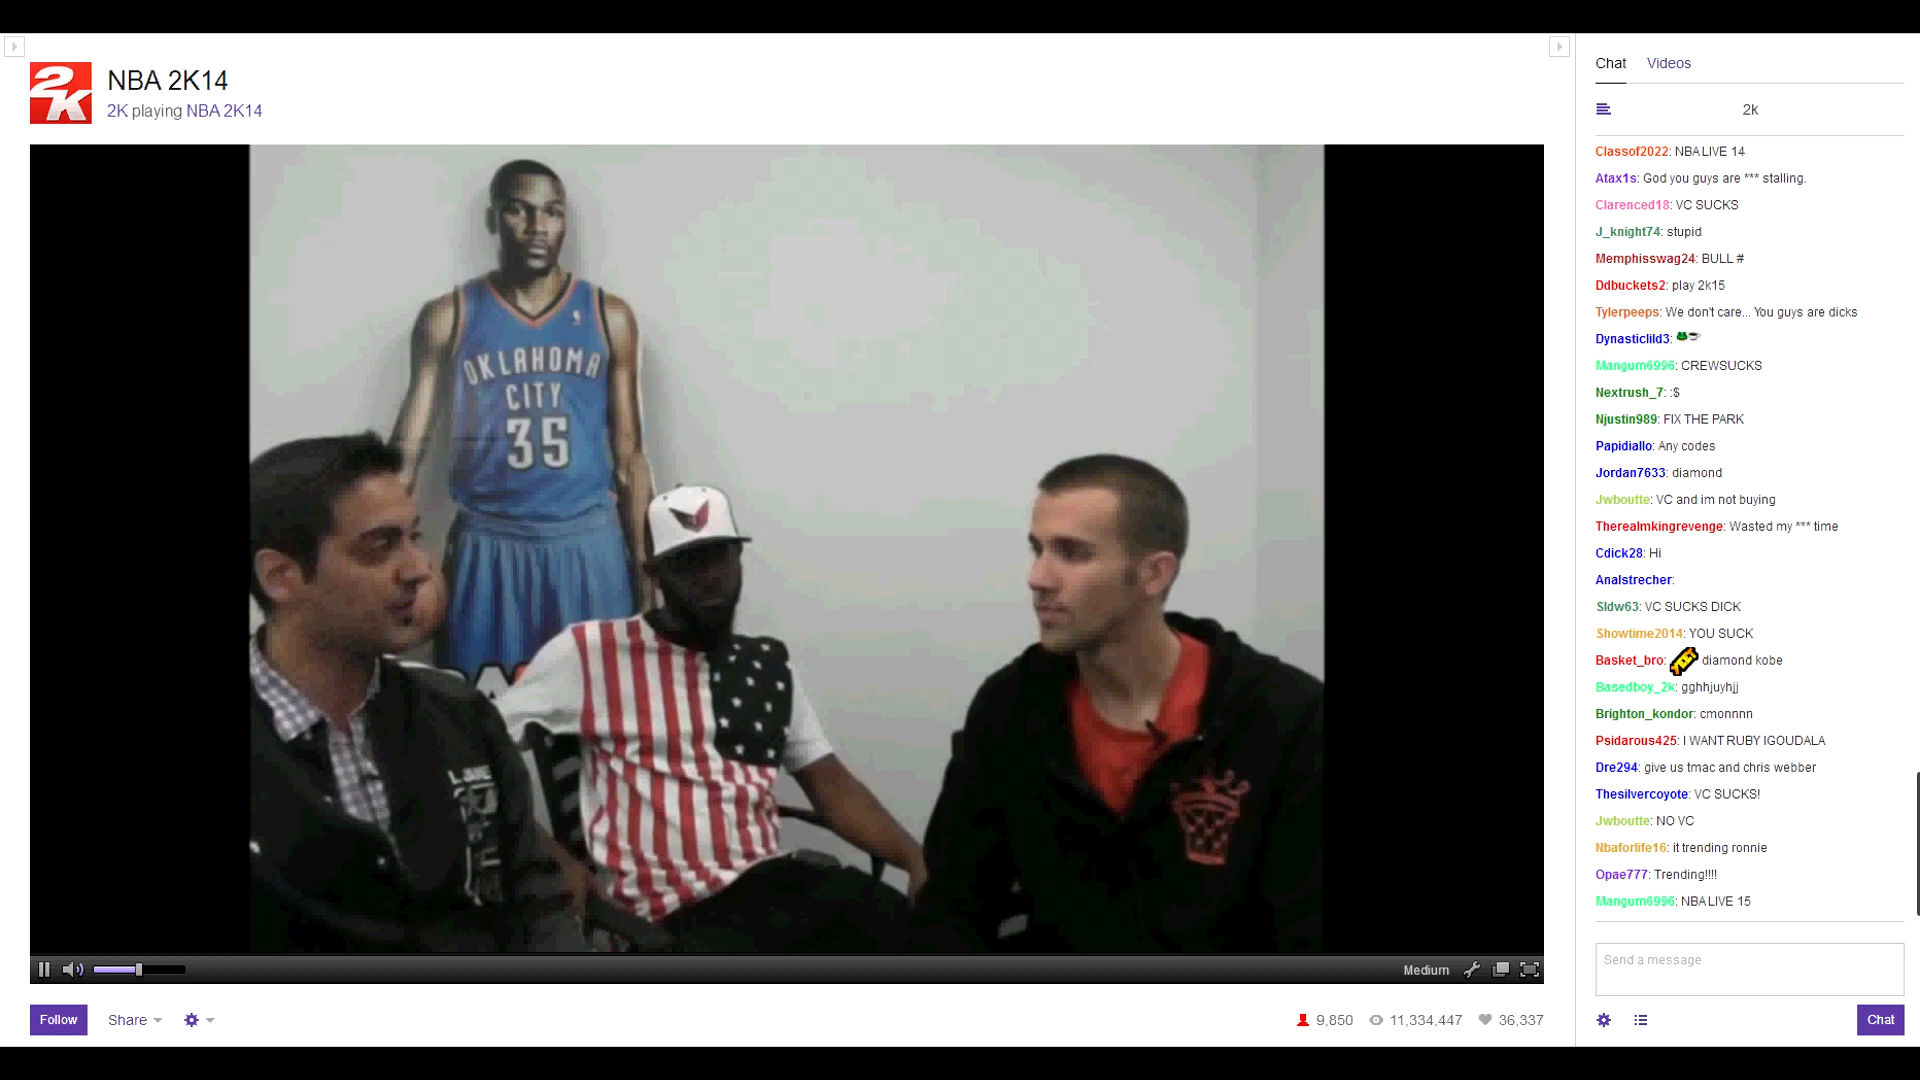 2K
NBA 2K14
2K playing NBA 2K14
OKLAHOMA
CITY
35
Medium
Follow
Share
9,850
11,334,447
36,337
Chat Videos
2k
Classof2022: NBA LIVE 14
Atax1s: God you guys are *** stalling.
Clarenced18: VC SUCKS
J_knight74: stupid
Memphisswag24: BULL #
Ddbuckets2: play 2k15
Tylerpeeps: We don't care... You guys are dicks
Dynasticlild3:
Mangum6996: CREWSUCKS
Nextrush_7: :$
Njustin989: FIX THE PARK
Papidiallo: Any codes
Jordan7633: diamond
Jwboutte: VC and im not buying
Therealmkingrevenge: Wasted my *** time
Cdick28: Hi
Analstrecher:
Sldw63: VC SUCKS DICK
Showtime2014: YOU SUCK
Basket_bro: diamond kobe
Basedboy_2k: gghhjuyhjj
Brighton_kondor: cmonnnn
Psidarous425: I WANT RUBY IGOUDALA
Dre294: give us tmac and chris webber
Thesilvercoyote: VC SUCKS!
Jwboutte: NO VC
Nbaforlife16: it trending ronnie
Opae777: Trending!!!!
Mangum6996: NBA LIVE 15
Send a message
Chat